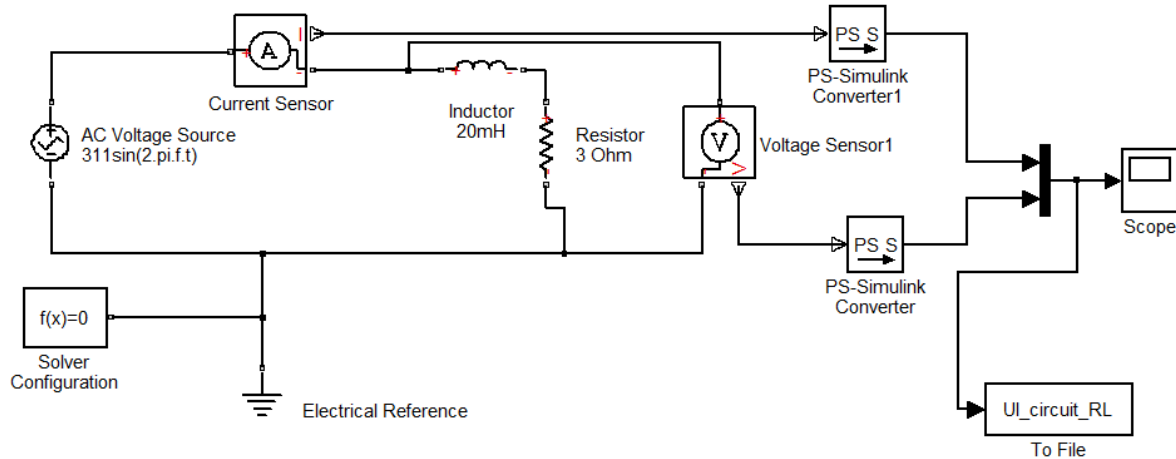 A
I
Current Sensor
PS S
PS-Simulink
Converter1
AC Voltage Source
311sin(2.pi.f.t)
Inductor
20mH
Resistor
3 Ohm
V
V
Voltage Sensor1
Scope
PS S
PS-Simulink
Converter
f(x)=0
Solver
Configuration
Electrical Reference
UI_circuit_RL
To File